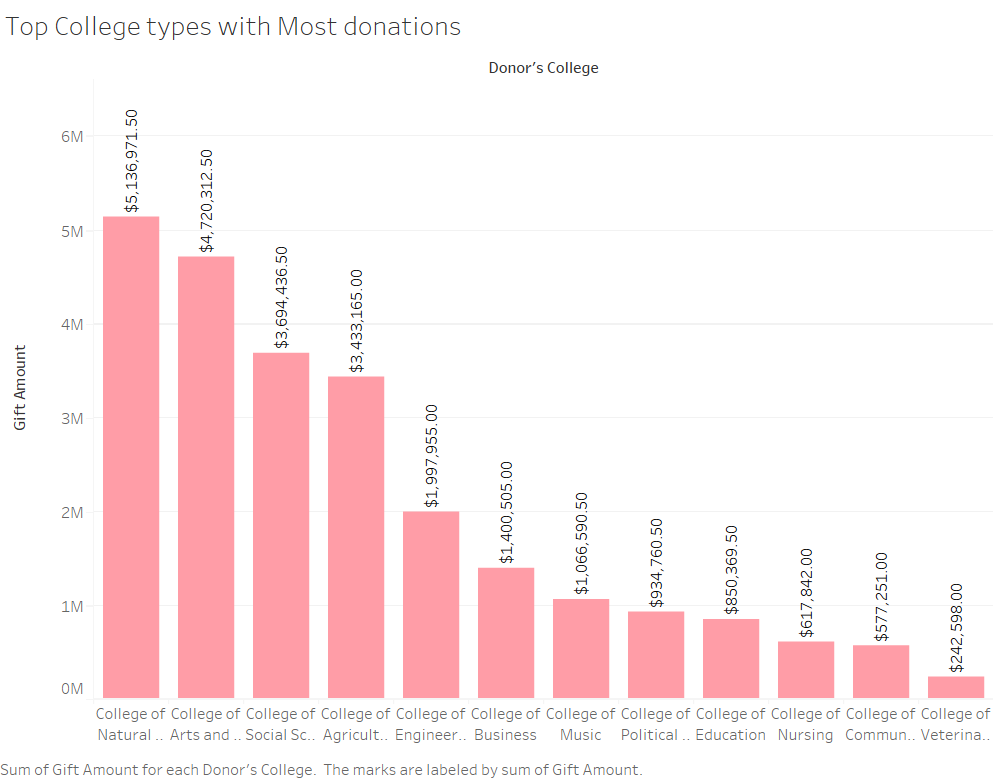 Top College types with Most donations
Donor's College
Gift Amount
6M
5M
4M
3M
2M
1M
0M
$5,136,971.50
$4,720,312.50
$3,694,436.50
$3,433,165.00
$1,997,955.00
$1,400,505.00
$1,066,590.50
$934,760.50
$850,369.50
$617,842.00
$577,251.00
$242,598.00
College of Natural ..
College of Arts and ..
College of Social Sc..
College of Agricult..
College of Engineer..
College of Business
College of Music
College of Political ..
College of Education
College of Nursing
College of Commun..
College of Veterina..
Sum of Gift Amount for each Donor's College. The marks are labeled by sum of Gift Amount.